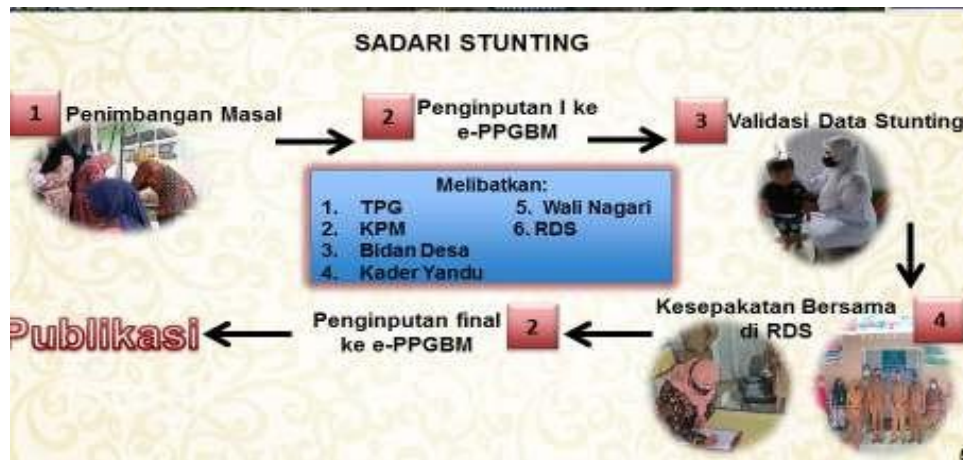 SADARI STUNTING
1 Penimbangan Masal
2 Penginputan I ke
e-PPGBM
3 Validasi Data Stunting
Melibatkan:
1. TPG
2. KPM
3. Bidan Desa
4. Kader Yandu
5. Wali Nagari
6. RDS
Kesepakatan Bersama
di RDS
4
Penginputan final
ke e-PPGBM
2
Publikasi